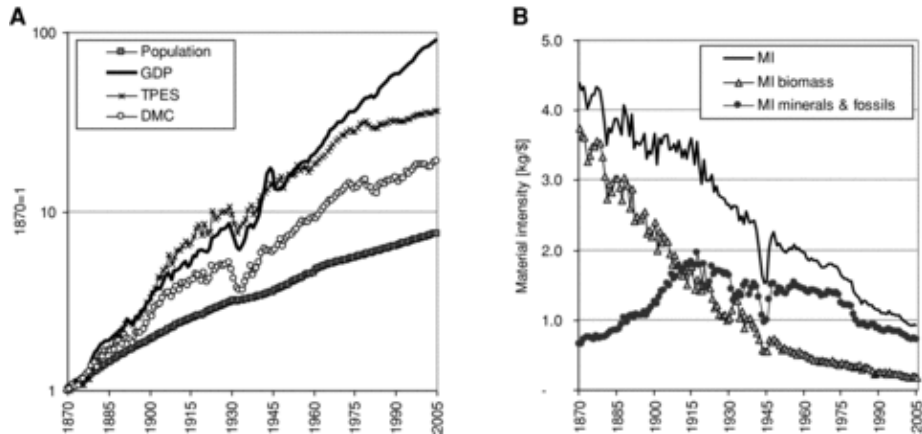 A
100
10
1
1870=1
Population
GDP
TPES
DMC
1870 1885 1900 1915 1930 1945 1960 1975 1990 2005
B
5.0
4.0
3.0
2.0
1.0
-
Material intensity [kg/$]
MI
MI biomass
MI minerals & fossils
1870 1885 1900 1915 1930 1945 1960 1975 1990 2005